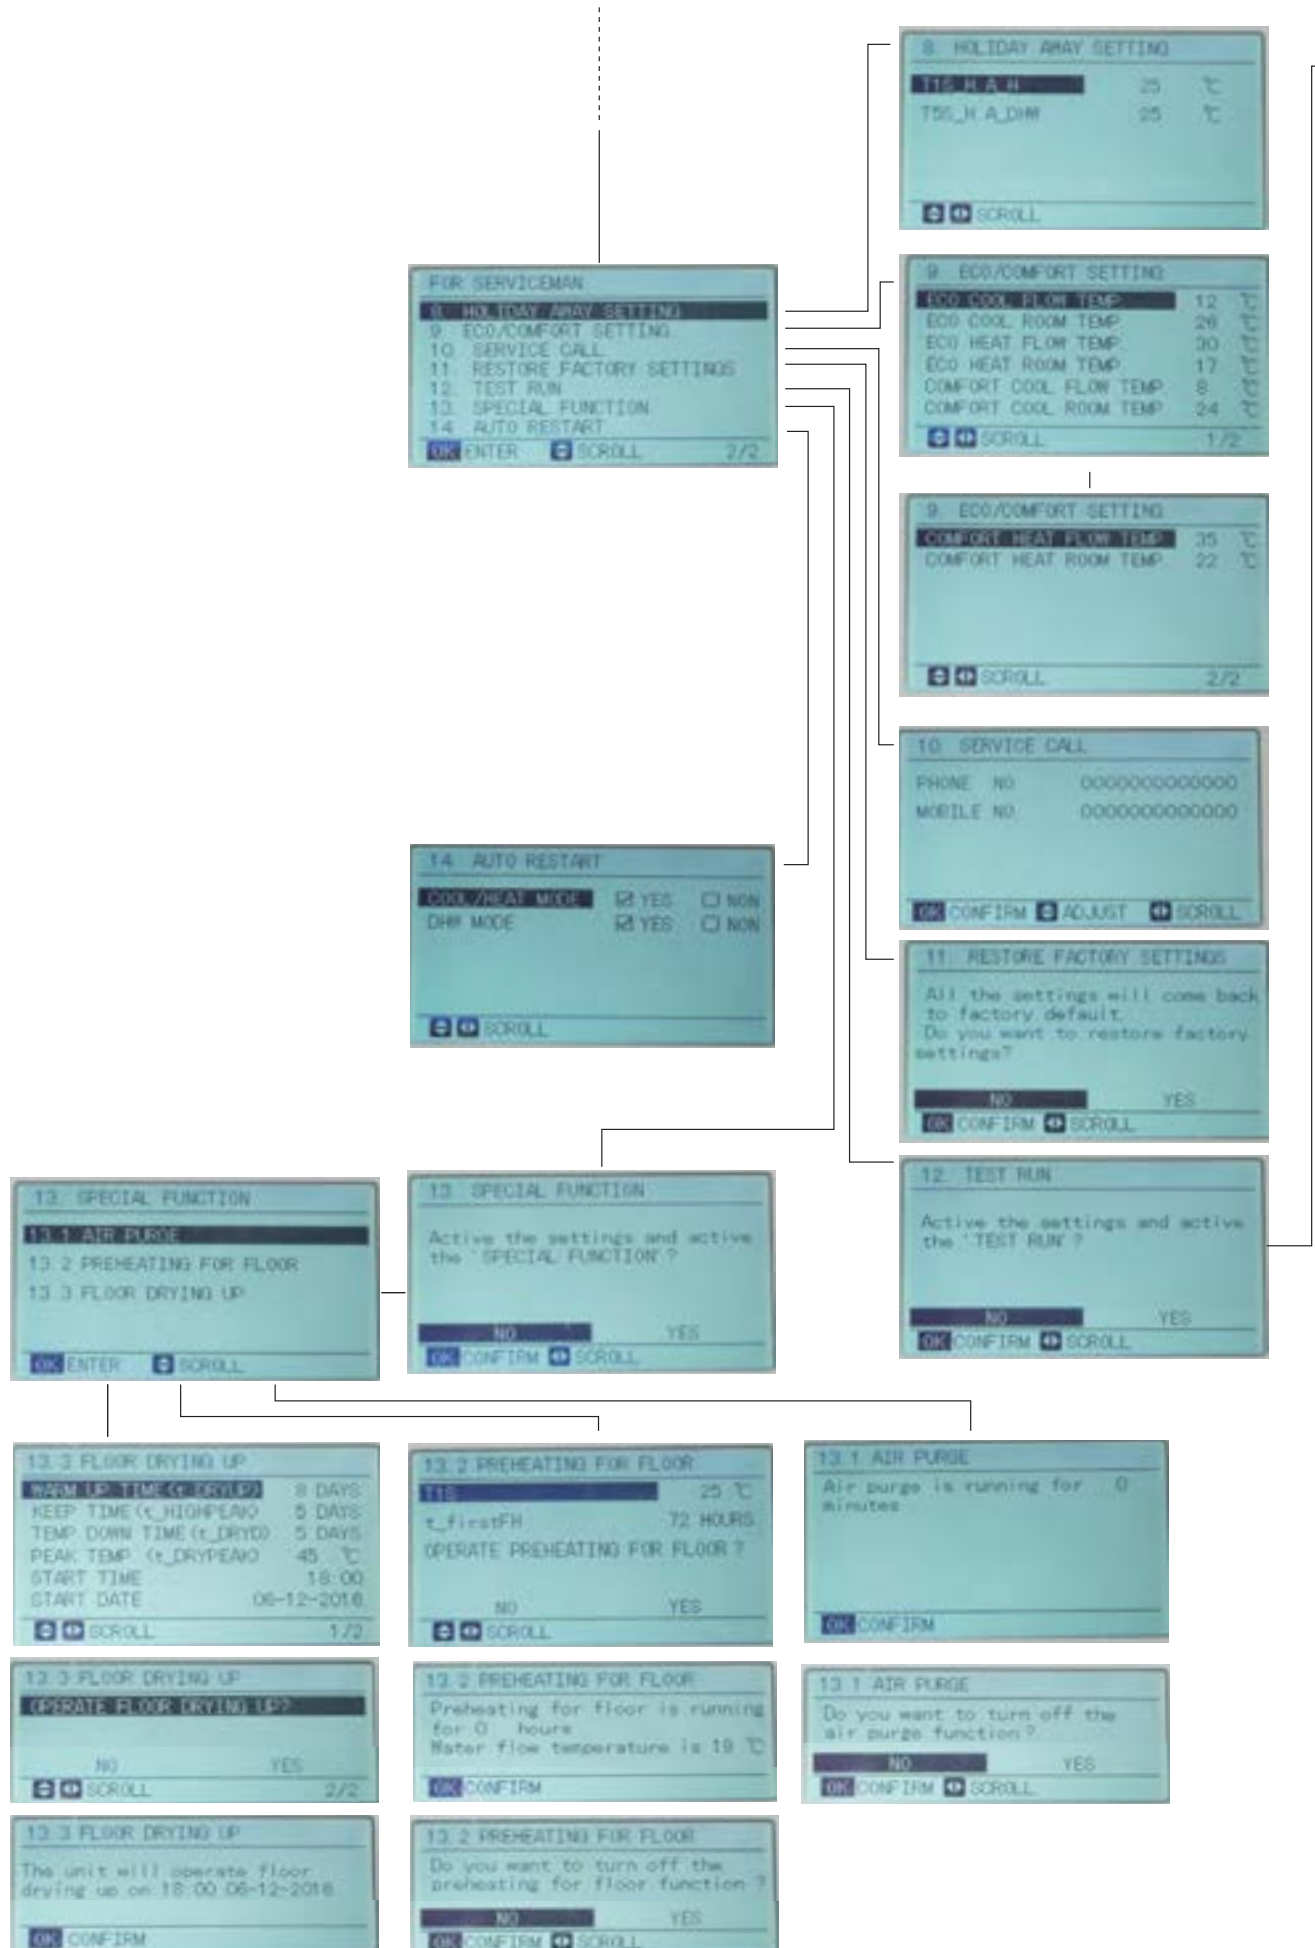 8. HOLIDAY AWAY SETTING
T1S_H.A_H 25 ℃
T5S_H.A_DHW 25 ℃
SCROLL
FOR SERVICEMAN
8. HOLIDAY AWAY SETTING
9. ECO/COMFORT SETTING
10. SERVICE CALL
11. RESTORE FACTORY SETTINGS
12. TEST RUN
13. SPECIAL FUNCTION
14. AUTO RESTART
OK ENTER SCROLL 2/2
9. ECO/COMFORT SETTING
ECO COOL FLOW TEMP. 12 ℃
ECO COOL ROOM TEMP. 26 ℃
ECO HEAT FLOW TEMP. 30 ℃
ECO HEAT ROOM TEMP. 17 ℃
COMFORT COOL FLOW TEMP. 8 ℃
COMFORT COOL ROOM TEMP. 24 ℃
SCROLL 1/2
9. ECO/COMFORT SETTING
COMFORT HEAT FLOW TEMP. 35 ℃
COMFORT HEAT ROOM TEMP. 22 ℃
SCROLL 2/2
10. SERVICE CALL
PHONE NO. 0000000000000
MOBILE NO. 0000000000000
OK CONFIRM ADJUST SCROLL
14. AUTO RESTART
COOL/HEAT MODE YES NON
DHW MODE YES NON
SCROLL
11. RESTORE FACTORY SETTINGS
All the settings will come back
to factory default.
Do you want to restore factory
settings?
NO YES
OK CONFIRM SCROLL
12. TEST RUN
Active the settings and active
the 'TEST RUN'?
NO YES
OK CONFIRM SCROLL
13. SPECIAL FUNCTION
Active the settings and active
the 'SPECIAL FUNCTION'?
NO YES
OK CONFIRM SCROLL
13. SPECIAL FUNCTION
13.1 AIR PURGE
13.2 PREHEATING FOR FLOOR
13.3 FLOOR DRYING UP
OK ENTER SCROLL
13.3 FLOOR DRYING UP
WARM UP TIME(t_DRYUP) 8 DAYS
KEEP TIME(t_HIGHPEAK) 5 DAYS
TEMP. DOWN TIME(t_DRYD) 5 DAYS
PEAK TEMP. (t_DRYPEAK) 45 ℃
START TIME 18:00
START DATE 06-12-2016
SCROLL 1/2
13.3 FLOOR DRYING UP
OPERATE FLOOR DRYING UP?
NO YES
SCROLL 2/2
13.3 FLOOR DRYING UP
The unit will operate floor
drying up on 18:00 06-12-2016.
OK CONFIRM
13.2 PREHEATING FOR FLOOR
T1S 25 ℃
t_firstFH 72 HOURS
OPERATE PREHEATING FOR FLOOR?
NO YES
SCROLL
13.2 PREHEATING FOR FLOOR
Preheating for floor is running
for 0 hours.
Water flow temperature is 19 ℃
OK CONFIRM
13.2 PREHEATING FOR FLOOR
Do you want to turn off the
preheating for floor function?
NO YES
OK CONFIRM SCROLL
13.1 AIR PURGE
Air purge is running for 0
minutes.
OK CONFIRM
13.1 AIR PURGE
Do you want to turn off the
air purge function?
NO YES
OK CONFIRM SCROLL